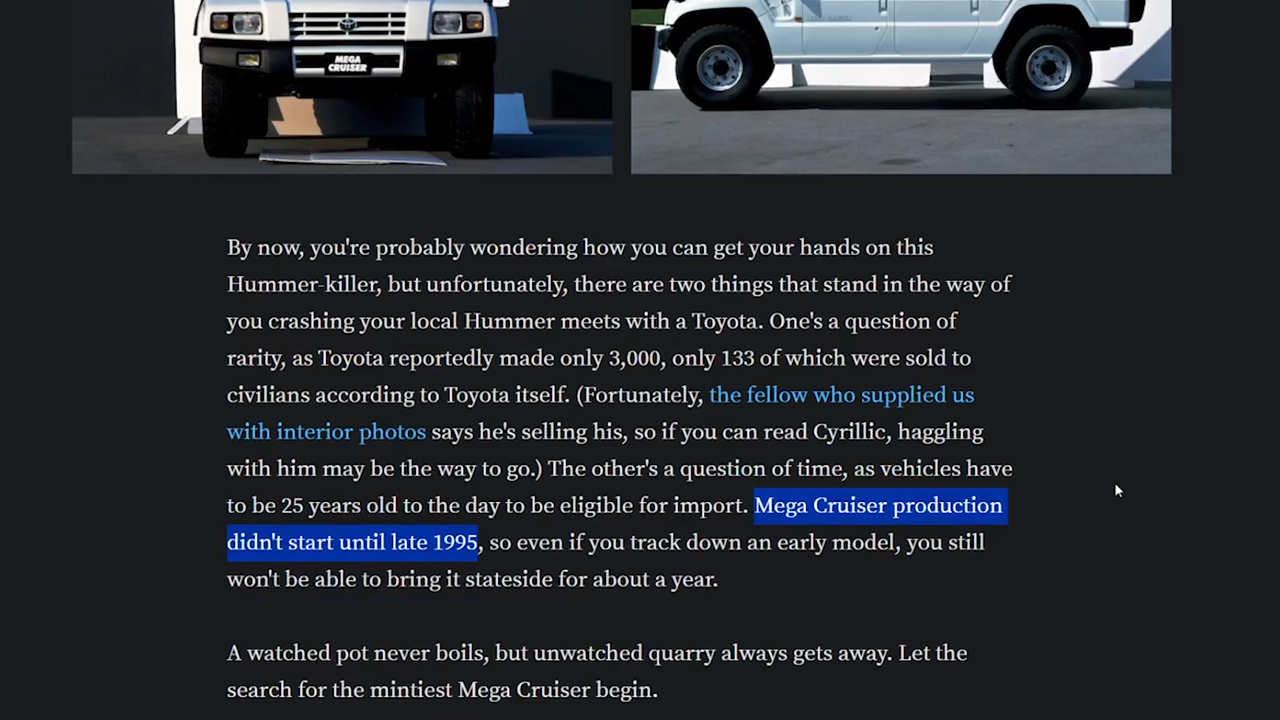 MEGA
CRUISER
By now, you're probably wondering how you can get your hands on this
Hummer-killer, but unfortunately, there are two things that stand in the way of
you crashing your local Hummer meets with a Toyota. One's a question of
rarity, as Toyota reportedly made only 3,000, only 133 of which were sold to
civilians according to Toyota itself. (Fortunately, the fellow who supplied us
with interior photos says he's selling his, so if you can read Cyrillic, haggling
with him may be the way to go.) The other's a question of time, as vehicles have
to be 25 years old to the day to be eligible for import. Mega Cruiser production
didn't start until late 1995, so even if you track down an early model, you still
won't be able to bring it stateside for about a year.
A watched pot never boils, but unwatched quarry always gets away. Let the
search for the mintiest Mega Cruiser begin.